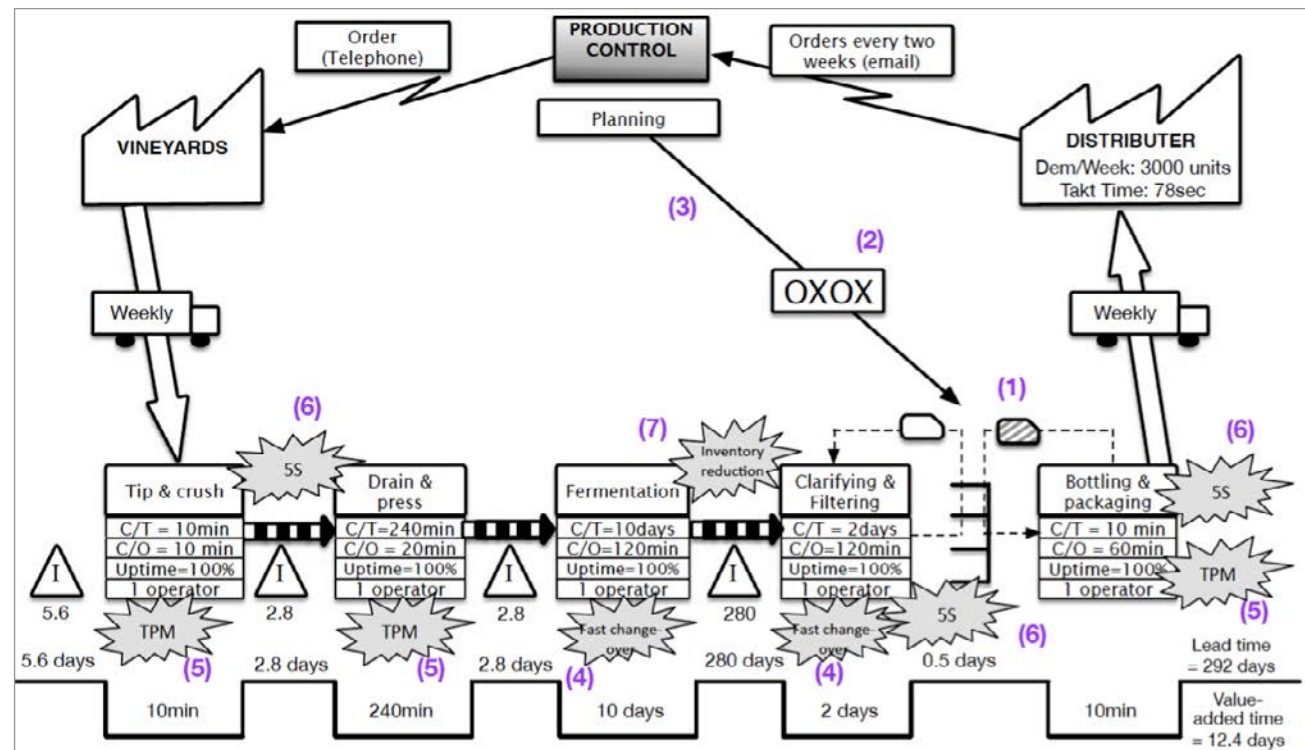 Order
(Telephone)
PRODUCTION
CONTROL
Orders every two
weeks (email)
Planning
VINEYARDS
DISTRIBUTER
Dem/Week: 3000 units
Takt Time: 78sec
(3)
(2)
OXOX
Weekly
Weekly
(1)
(6)
5S
(7)
Inventory
reduction
(6)
5S
Tip & crush
C/T = 10min
C/O = 10 min
Uptime=100%
1 operator
Drain &
press
C/T=240min
C/O = 20min
Uptime=100%
1 operator
Fermentation
C/T=10days
C/O=120min
Uptime=100%
1 operator
Clarifying &
Filtering
C/T = 2days
C/O=120min
Uptime=100%
1 operator
Bottling &
packaging
C/T = 10 min
C/O = 60min
Uptime=100%
1 operator
I
5.6
I
2.8
I
2.8
I
280
TPM
(5)
TPM
(5)
Fast change-
over
(4)
Fast change-
over
(4)
5S
(6)
TPM
(5)
5.6 days
2.8 days
2.8 days
280 days
0.5 days
Lead time
= 292 days
10min
240min
10 days
2 days
10min
Value-
added time
= 12.4 days